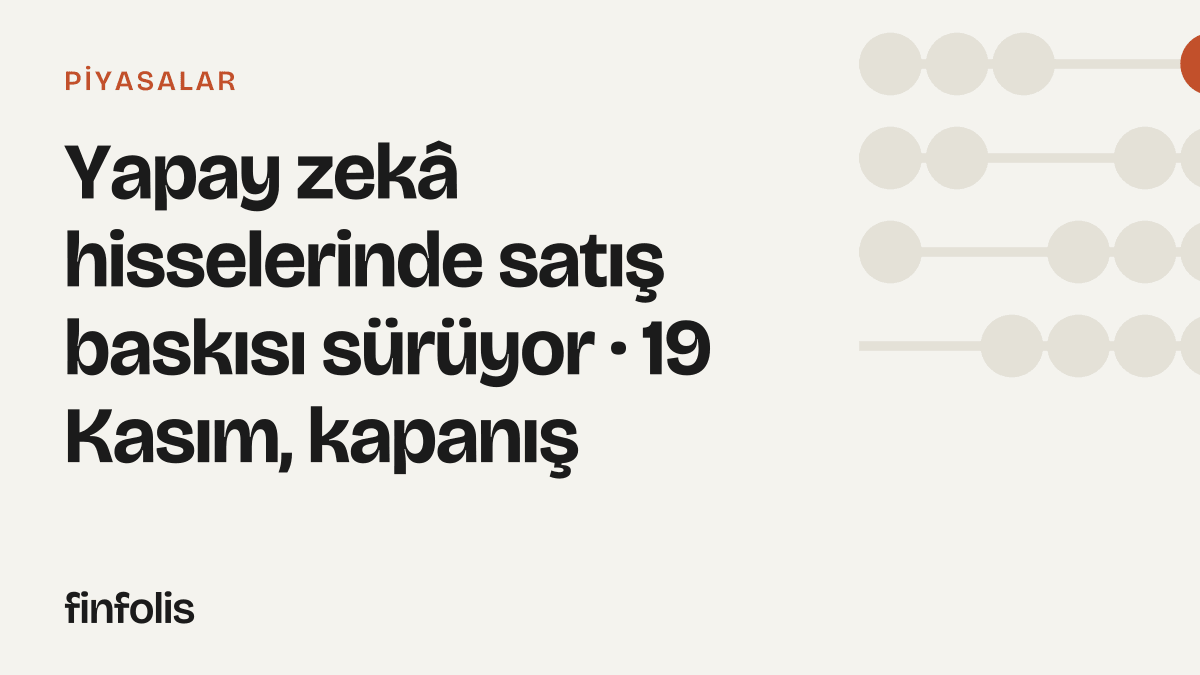 PİYASALAR
Yapay zekâ
hisselerinde satış
baskısı sürüyor · 19
Kasım, kapanış
finfolis